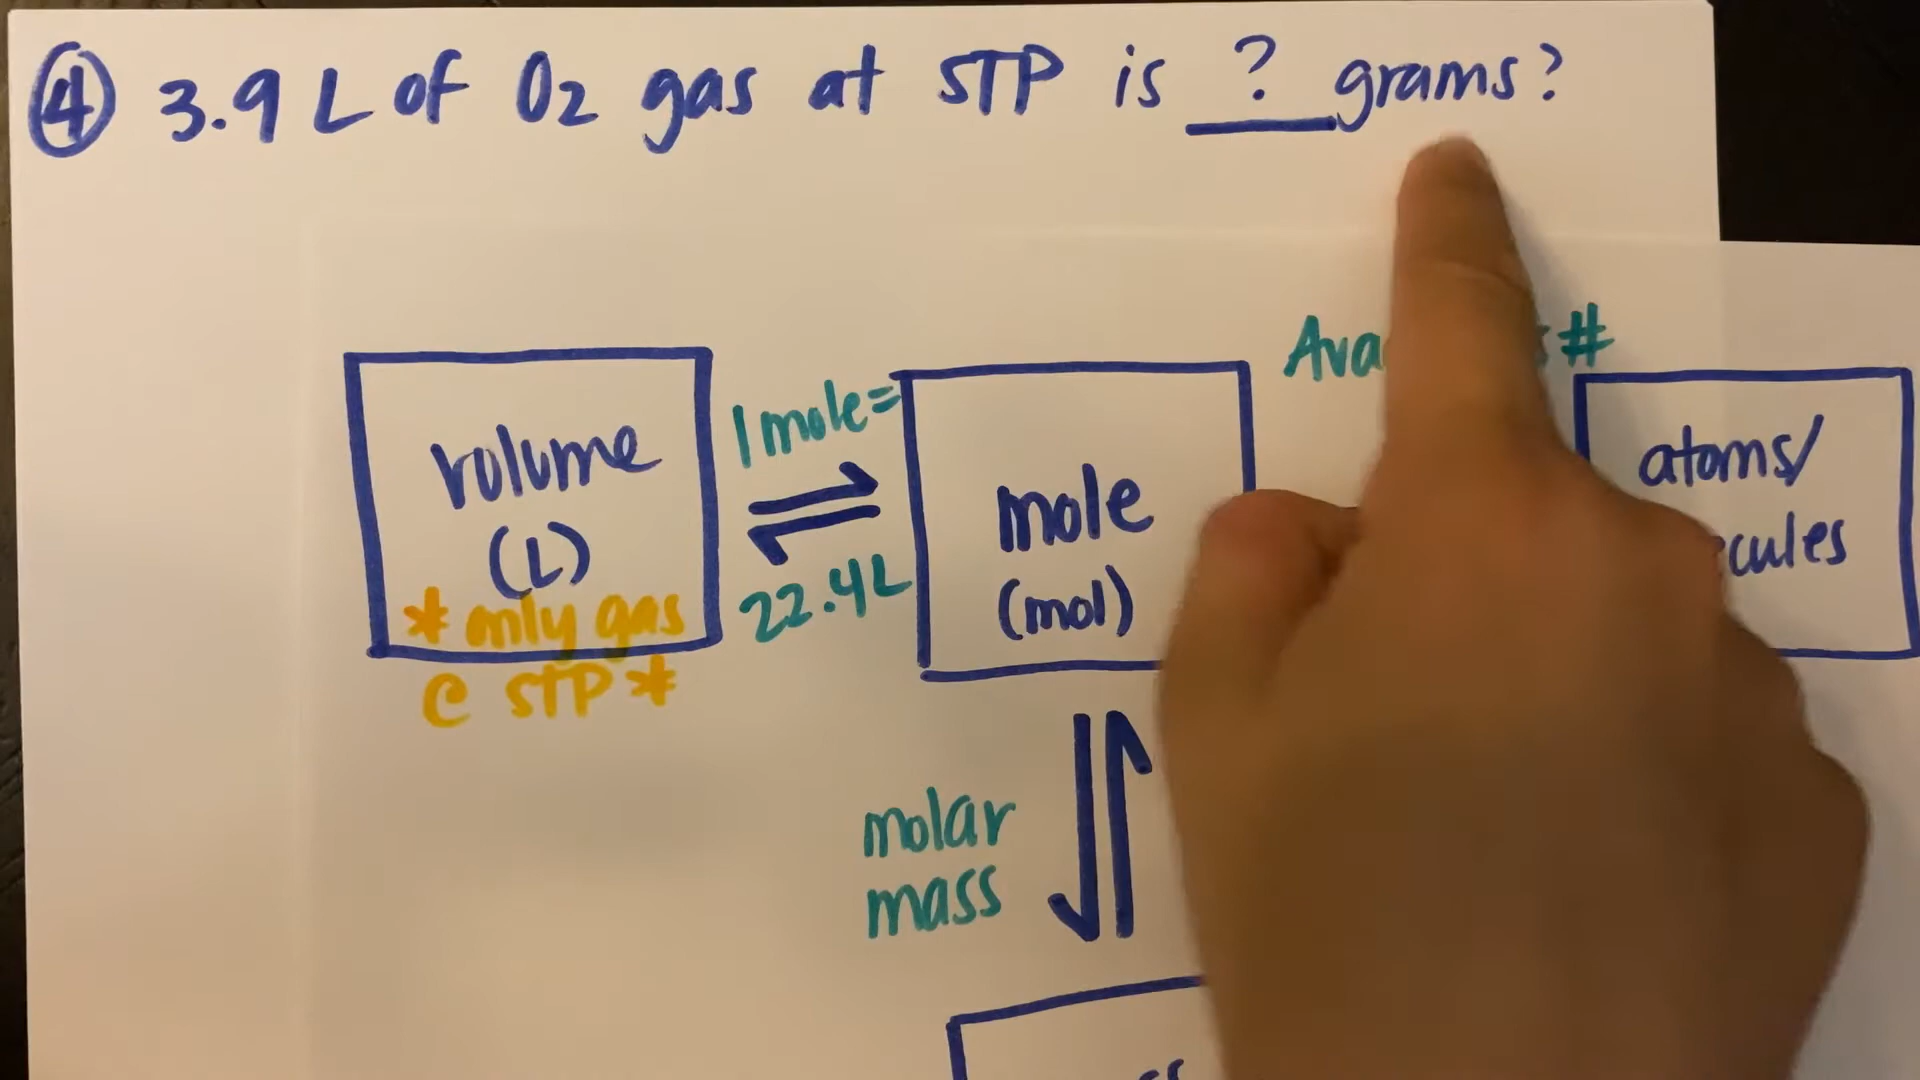 ④ 3.9 L of O2 gas at STP is ? grams?
1 mole=
22.4L
volume
(L)
* only gas
@ STP *
mole
(mol)
#
atoms/
molar
mass